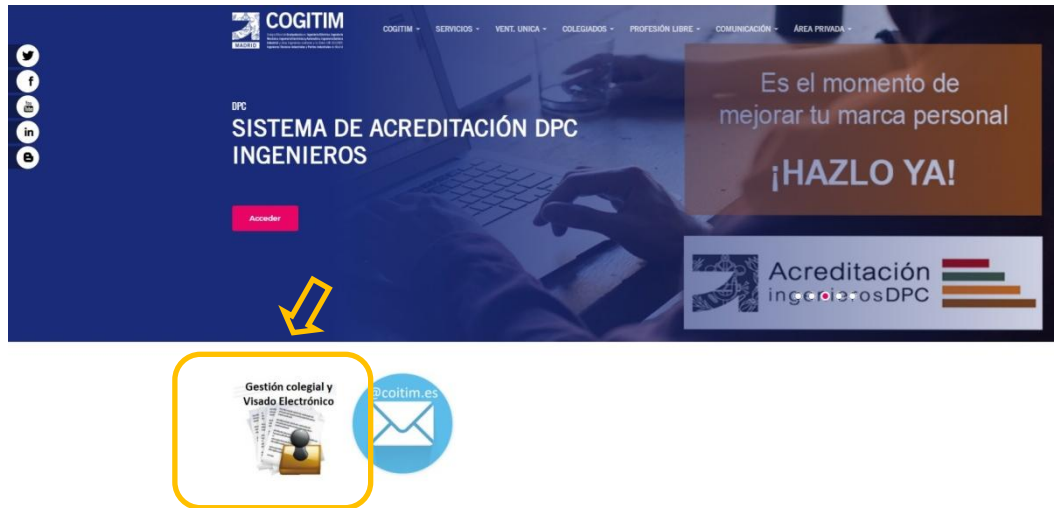 COGITIM
MADRID
COGITIM
SERVICIOS
VENT. UNICA
COLEGIADOS
PROFESIÓN LIBRE
COMUNICACIÓN
ÁREA PRIVADA
DPC
SISTEMA DE ACREDITACIÓN DPC
INGENIEROS
Acceder
Es el momento de
mejorar tu marca personal
¡HAZLO YA!
Acreditación
ingenierosDPC
Gestión colegial y
Visado Electrónico
@coitim.es